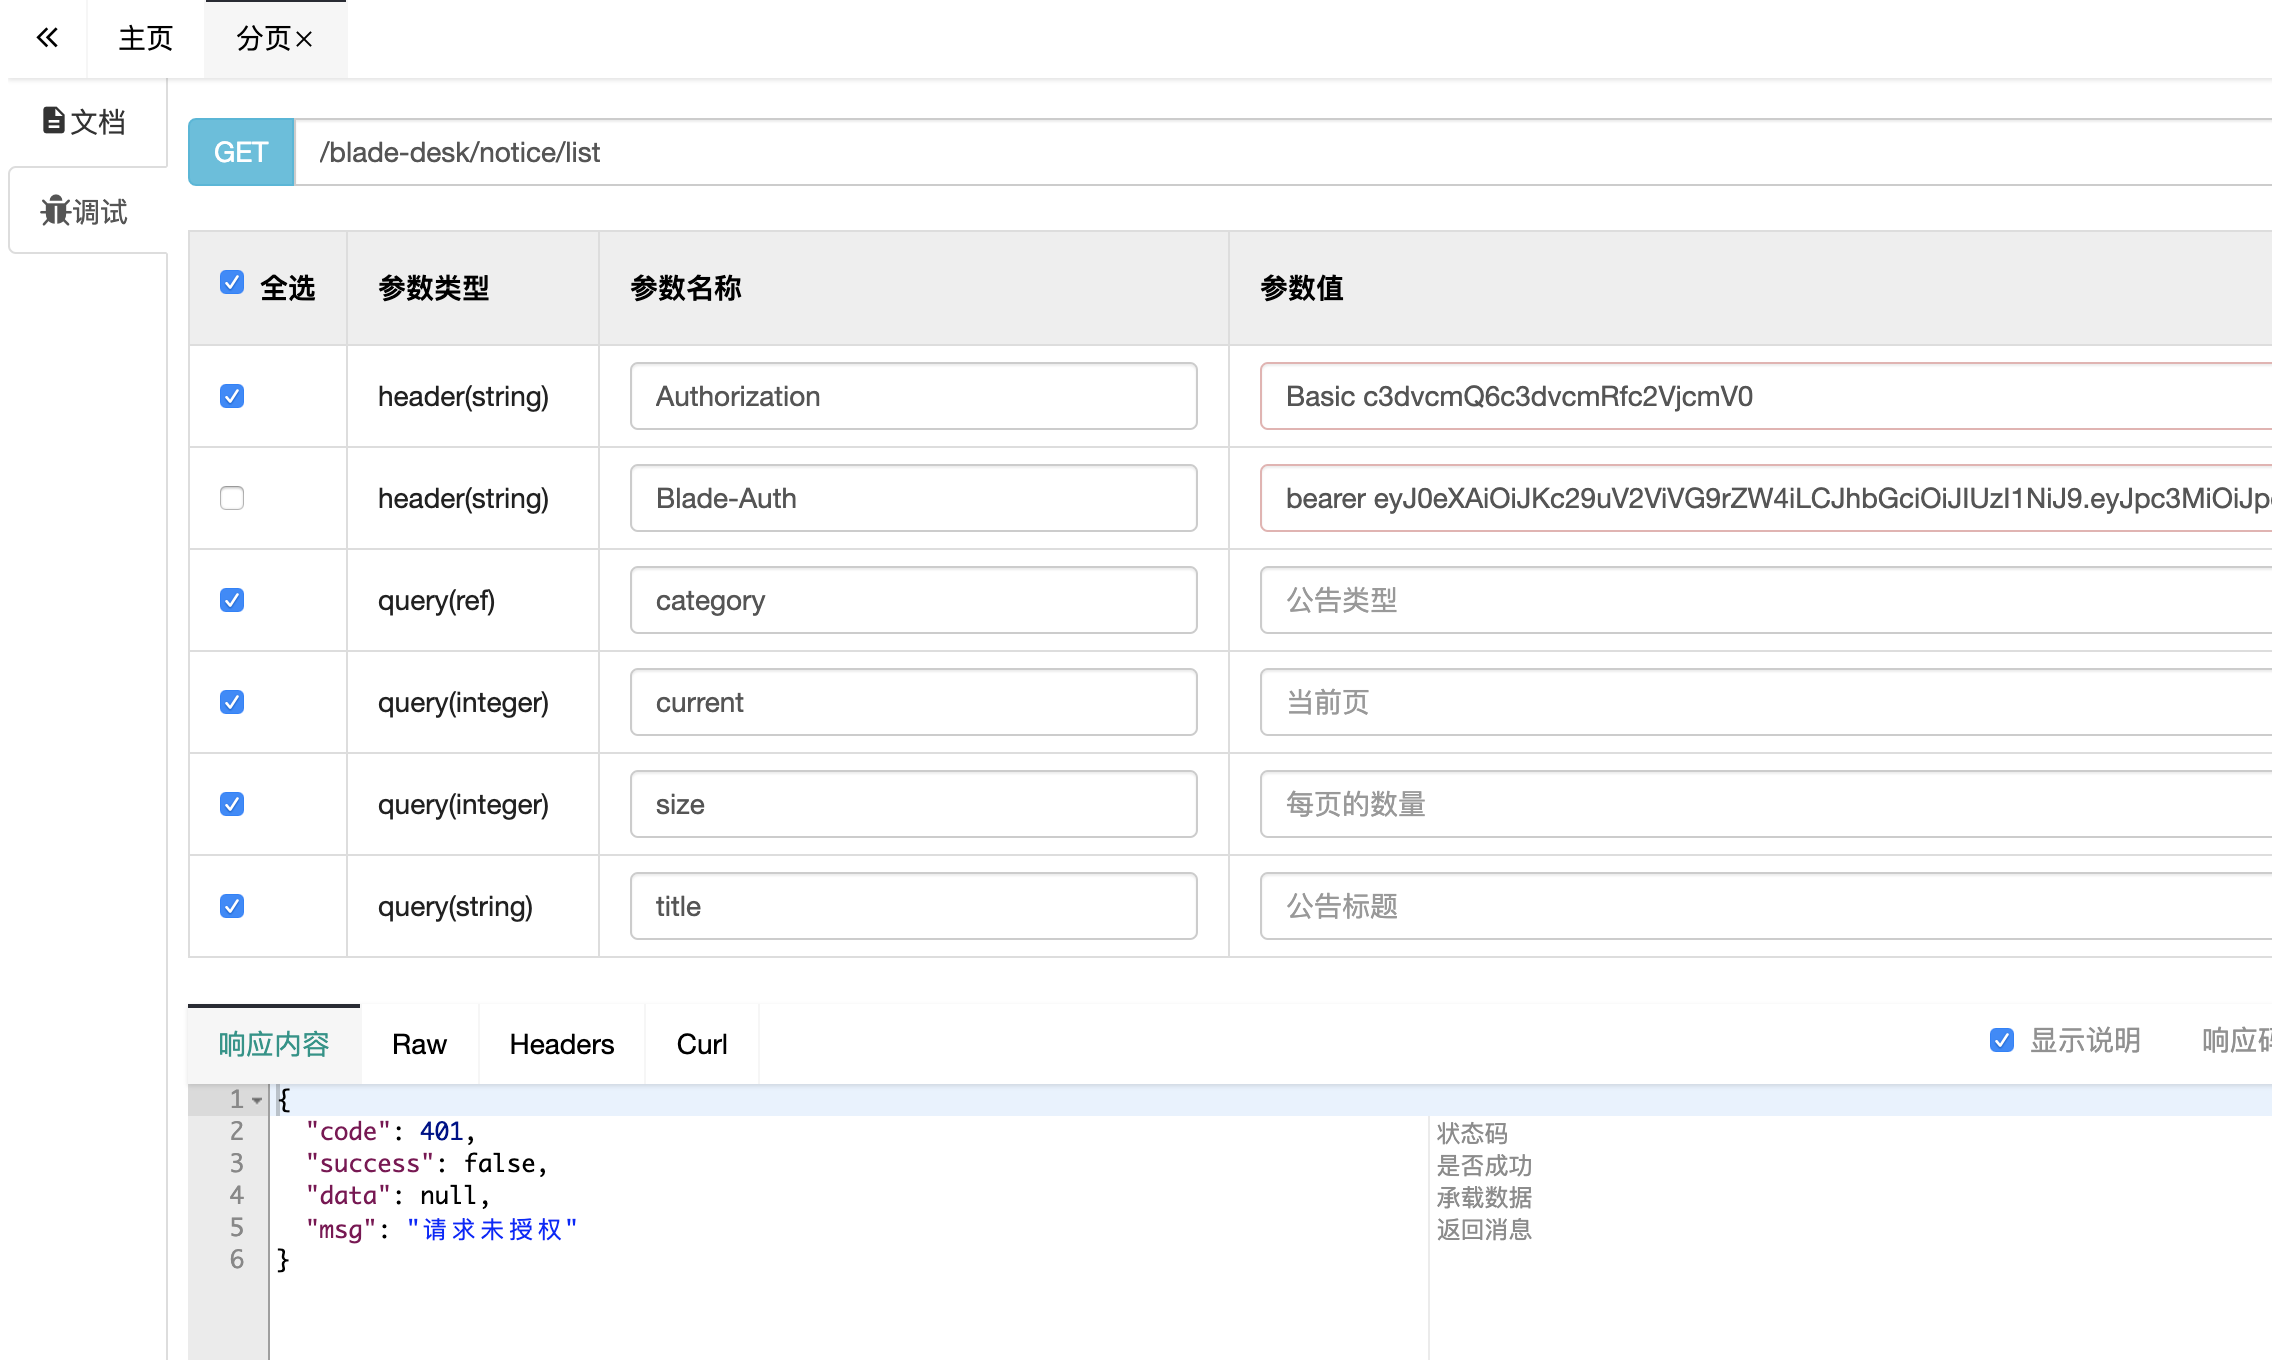 主页 分页×
文档
调试
GET /blade-desk/notice/list
全选 参数类型 参数名称 参数值
header(string) Authorization Basic c3dvcmQ6c3dvcmRfc2VjcmV0
header(string) Blade-Auth bearer eyJ0eXAiOiJKc29uV2ViVG9rZW4iLCJhbGciOiJIUzI1NiJ9.eyJpc3MiOiJp
query(ref) category 公告类型
query(integer) current 当前页
query(integer) size 每页的数量
query(string) title 公告标题
响应内容 Raw Headers Curl 显示说明 响应码
1 {
2 "code": 401, 状态码
3 "success": false, 是否成功
4 "data": null, 承载数据
5 "msg": "请求未授权" 返回消息
6 }